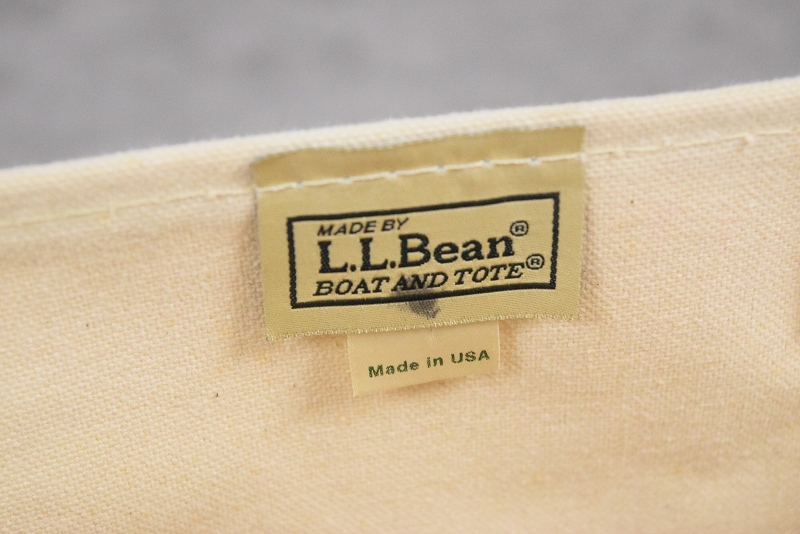 MADE BY
L.L.Bean®
BOAT AND TOTE®
Made in USA